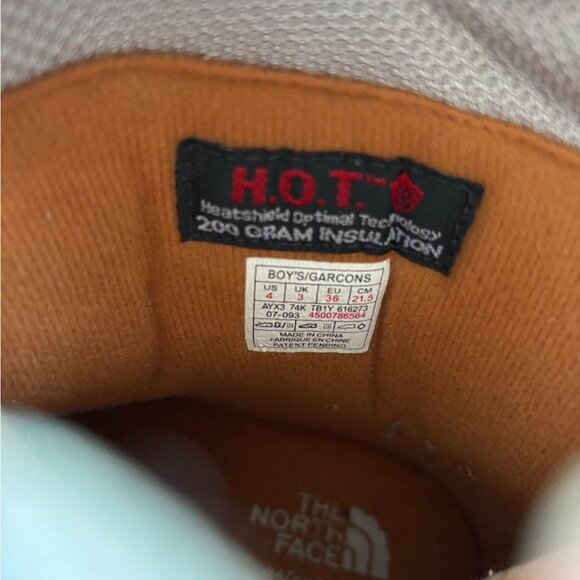 H.O.T.™
Heatshield Optimal Technology
200 GRAM INSULATION
BOY'S/GARCONS
US UK EU CM
4 3 36 21.5
AYX3 74K TB1Y 616273
07-093 4500786564
MADE IN CHINA
FABRIQUE EN CHINE
PATENT PENDING
THE
NORTH
FACE